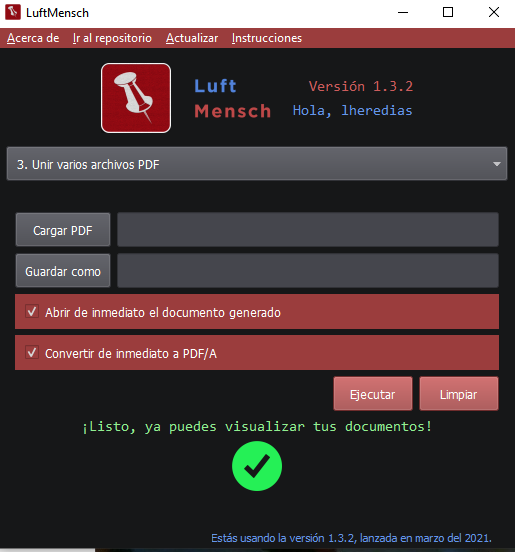 LuftMensch
Acerca de Ir al repositorio Actualizar Instrucciones
Luft
Mensch
Versión 1.3.2
Hola, lheredias
3. Unir varios archivos PDF
Cargar PDF
Guardar como
Abrir de inmediato el documento generado
Convertir de inmediato a PDF/A
Ejecutar Limpiar
¡Listo, ya puedes visualizar tus documentos!
Estás usando la versión 1.3.2, lanzada en marzo del 2021.